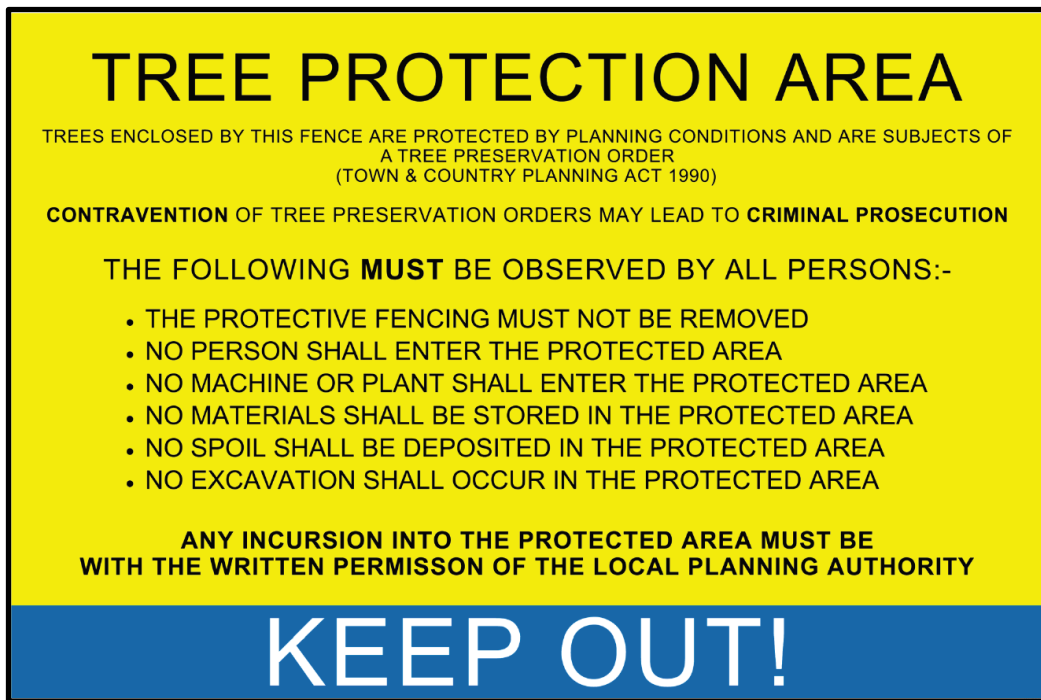 TREE PROTECTION AREA
TREES ENCLOSED BY THIS FENCE ARE PROTECTED BY PLANNING CONDITIONS AND ARE SUBJECTS OF
A TREE PRESERVATION ORDER
(TOWN & COUNTRY PLANNING ACT 1990)
CONTRAVENTION OF TREE PRESERVATION ORDERS MAY LEAD TO CRIMINAL PROSECUTION
THE FOLLOWING MUST BE OBSERVED BY ALL PERSONS:-
• THE PROTECTIVE FENCING MUST NOT BE REMOVED
• NO PERSON SHALL ENTER THE PROTECTED AREA
• NO MACHINE OR PLANT SHALL ENTER THE PROTECTED AREA
• NO MATERIALS SHALL BE STORED IN THE PROTECTED AREA
• NO SPOIL SHALL BE DEPOSITED IN THE PROTECTED AREA
• NO EXCAVATION SHALL OCCUR IN THE PROTECTED AREA
ANY INCURSION INTO THE PROTECTED AREA MUST BE
WITH THE WRITTEN PERMISSON OF THE LOCAL PLANNING AUTHORITY
KEEP OUT!